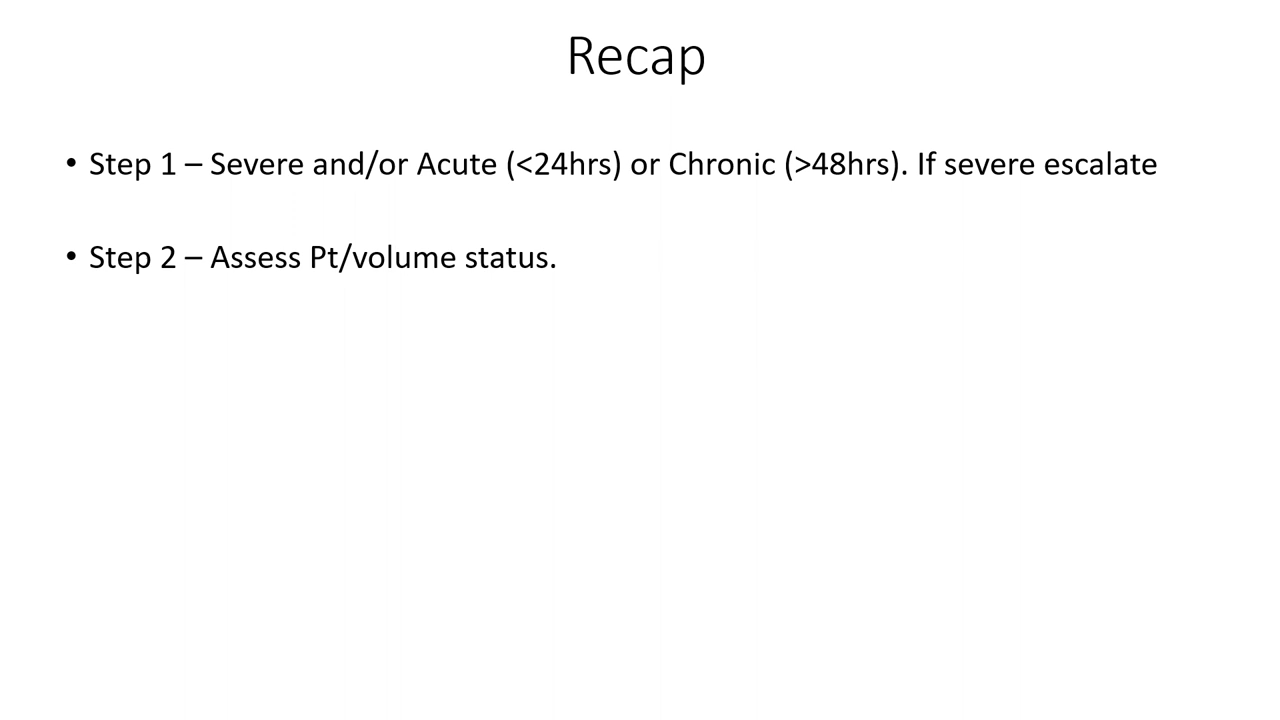 Recap
• Step 1 – Severe and/or Acute (<24hrs) or Chronic (>48hrs). If severe escalate
• Step 2 – Assess Pt/volume status.